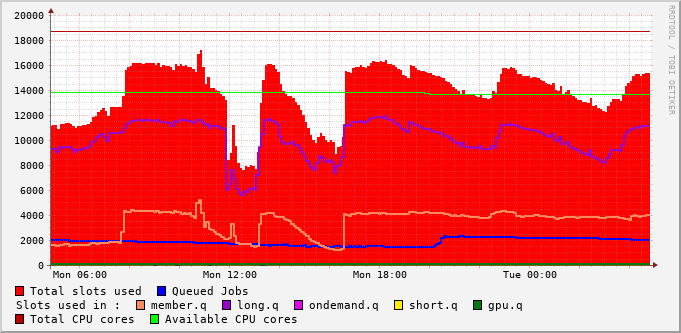 20000
18000
16000
14000
12000
10000
8000
6000
4000
2000
0
Mon 06:00 Mon 12:00 Mon 18:00 Tue 00:00
Total slots used Queued Jobs
Slots used in : member.q long.q ondemand.q short.q gpu.q
Total CPU cores Available CPU cores
RRDTOOL / TOBI OETIKER